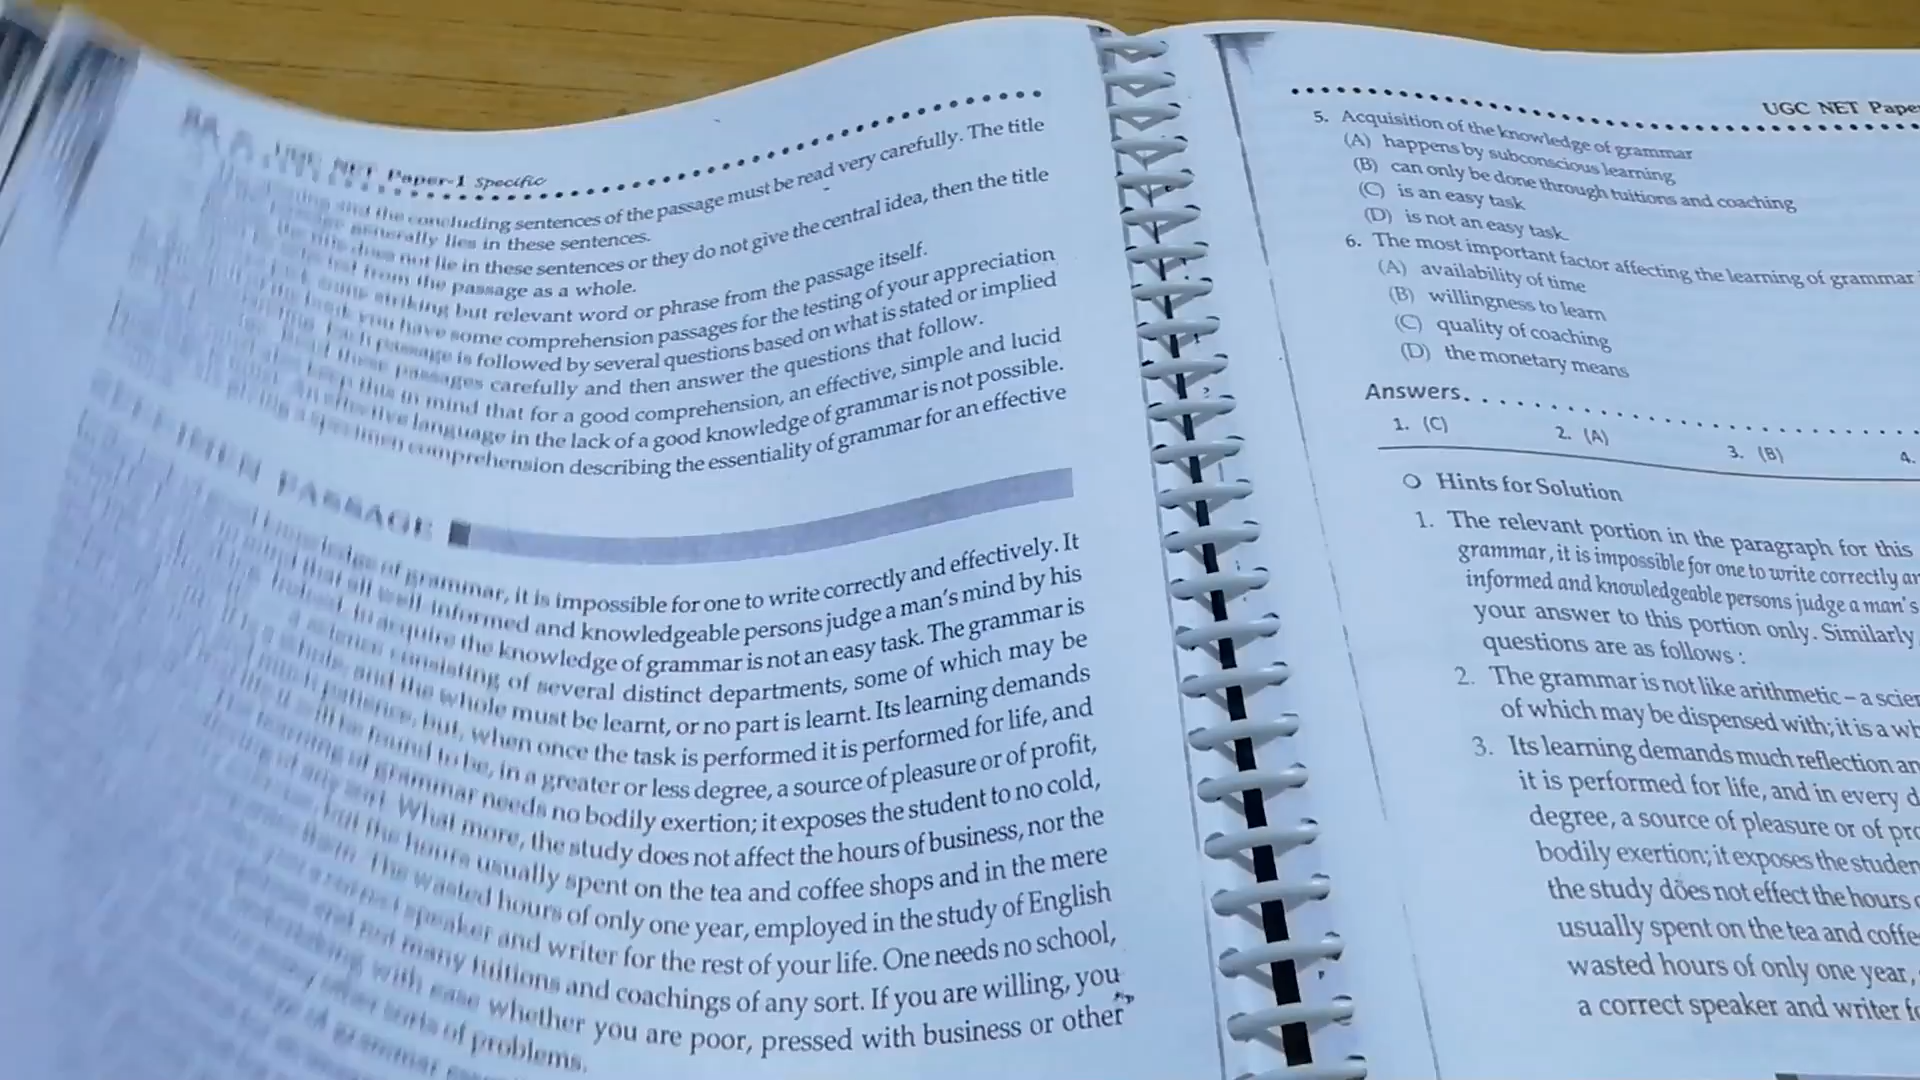 UGC NET Paper-1 Specific
and the concluding sentences of the passage must be read very carefully. The title
generally lies in these sentences.
does not lie in these sentences or they do not give the central idea, then the title
from the passage as a whole.
striking but relevant word or phrase from the passage itself.
you have some comprehension passages for the testing of your appreciation
passage is followed by several questions based on what is stated or implied
these passages carefully and then answer the questions that follow.
this in mind that for a good comprehension, an effective, simple and lucid
language in the lack of a good knowledge of grammar is not possible.
a specimen comprehension describing the essentiality of grammar for an effective
SPECIMEN PASSAGE
knowledge of grammar, it is impossible for one to write correctly and effectively. It
that all well informed and knowledgeable persons judge a man's mind by his
to acquire the knowledge of grammar is not an easy task. The grammar is
a science consisting of several distinct departments, some of which may be
whole, and the whole must be learnt, or no part is learnt. Its learning demands
much patience, but, when once the task is performed it is performed for life, and
will be found to be, in a greater or less degree, a source of pleasure or of profit,
The learning of grammar needs no bodily exertion; it exposes the student to no cold,
of any sort. What more, the study does not affect the hours of business, nor the
but the hours usually spent on the tea and coffee shops and in the mere
The wasted hours of only one year, employed in the study of English
speaker and writer for the rest of your life. One needs no school,
and not many tuitions and coachings of any sort. If you are willing, you
with ease whether you are poor, pressed with business or other
sorts of problems.
of grammar
UGC NET Paper
5. Acquisition of the knowledge of grammar
(A) happens by subconscious learning
(B) can only be done through tuitions and coaching
(C) is an easy task
(D) is not an easy task.
6. The most important factor affecting the learning of grammar
(A) availability of time
(B) willingness to learn
(C) quality of coaching
(D) the monetary means
Answers
1. (C) 2. (A) 3. (B) 4.
Hints for Solution
1. The relevant portion in the paragraph for this
grammar, it is impossible for one to write correctly an
informed and knowledgeable persons judge a man's
your answer to this portion only. Similarly
questions are as follows :
2. The grammar is not like arithmetic – a scien
of which may be dispensed with; it is a wh
3. Its learning demands much reflection an
it is performed for life, and in every d
degree, a source of pleasure or of pro
bodily exertion; it exposes the studen
the study does not effect the hours o
usually spent on the tea and coffe
wasted hours of only one year,
a correct speaker and writer fo